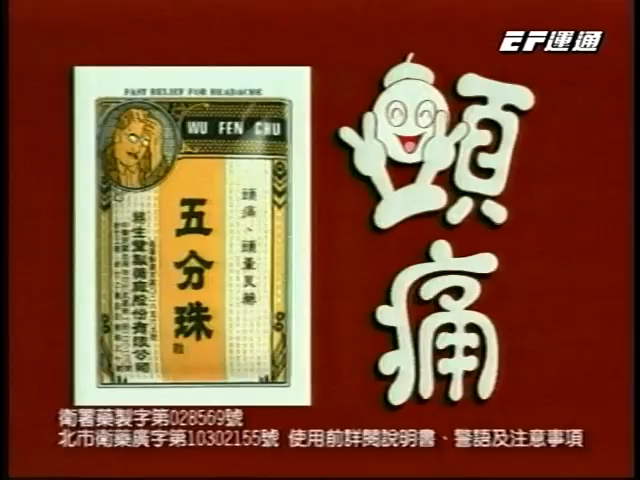 EF運通
FAST RELIEF FOR HEADACHE
WU FEN CHU
頭痛
五分珠
頭痛、頭暈良藥
衛署藥製字第028569號
北市衛藥廣字第10302155號 使用前詳閱說明書、警語及注意事項